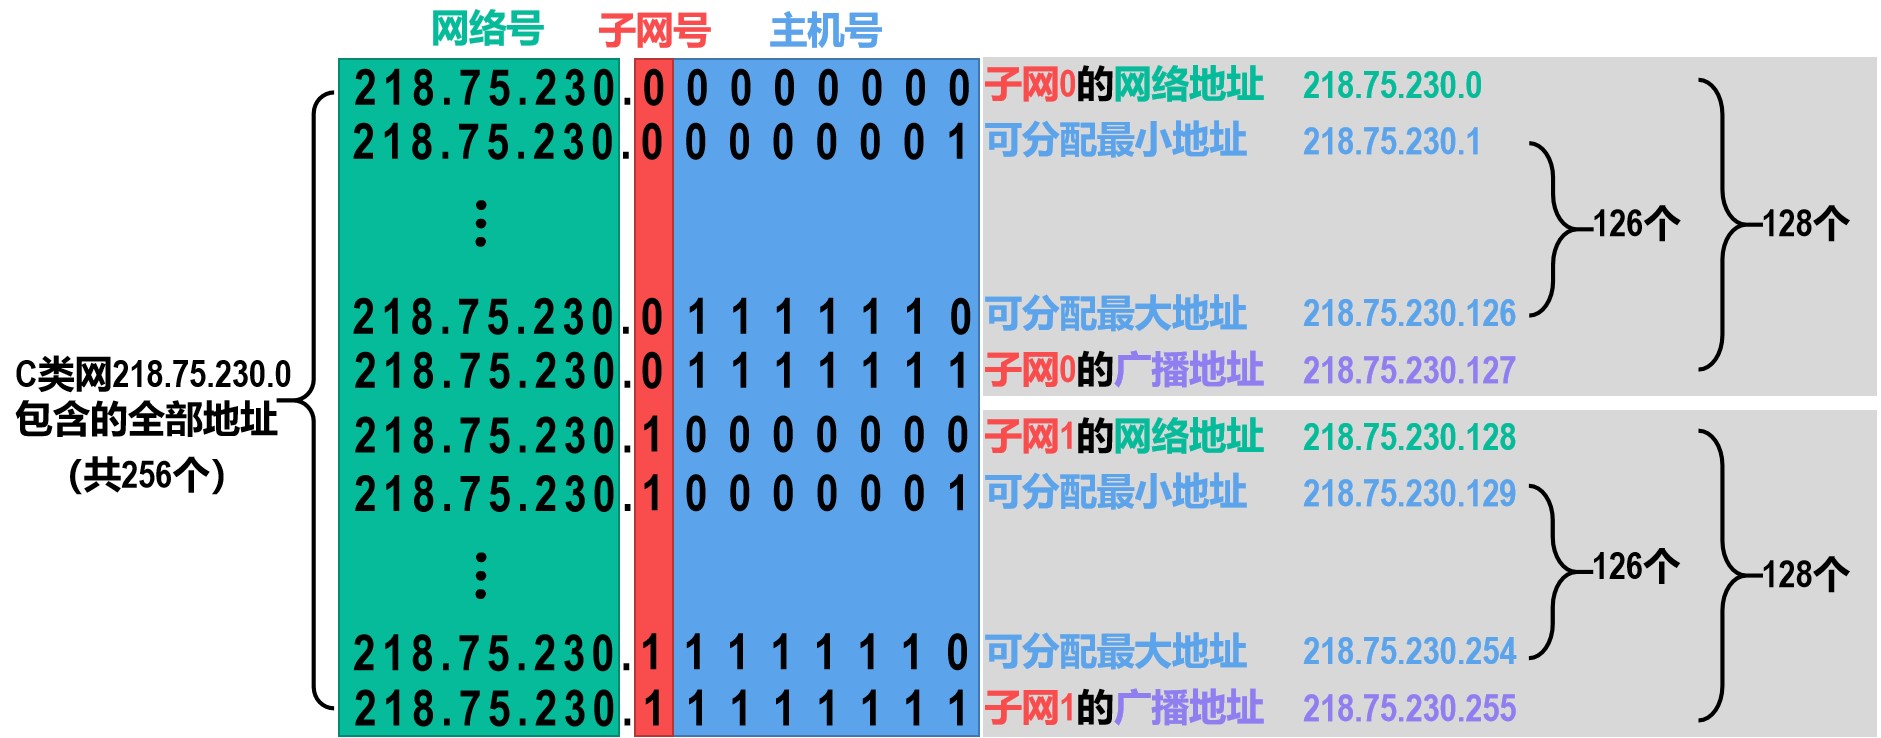 网络号 子网号 主机号
218.75.230.0 0 0 0 0 0 0 0 子网0的网络地址 218.75.230.0
218.75.230.0 0 0 0 0 0 0 1 可分配最小地址 218.75.230.1
⋮
126个 128个
218.75.230.0 1 1 1 1 1 1 0 可分配最大地址 218.75.230.126
218.75.230.0 1 1 1 1 1 1 1 子网0的广播地址 218.75.230.127
C类网218.75.230.0
包含的全部地址
(共256个)
218.75.230.1 0 0 0 0 0 0 0 子网1的网络地址 218.75.230.128
218.75.230.1 0 0 0 0 0 0 1 可分配最小地址 218.75.230.129
⋮
126个 128个
218.75.230.1 1 1 1 1 1 1 0 可分配最大地址 218.75.230.254
218.75.230.1 1 1 1 1 1 1 1 子网1的广播地址 218.75.230.255